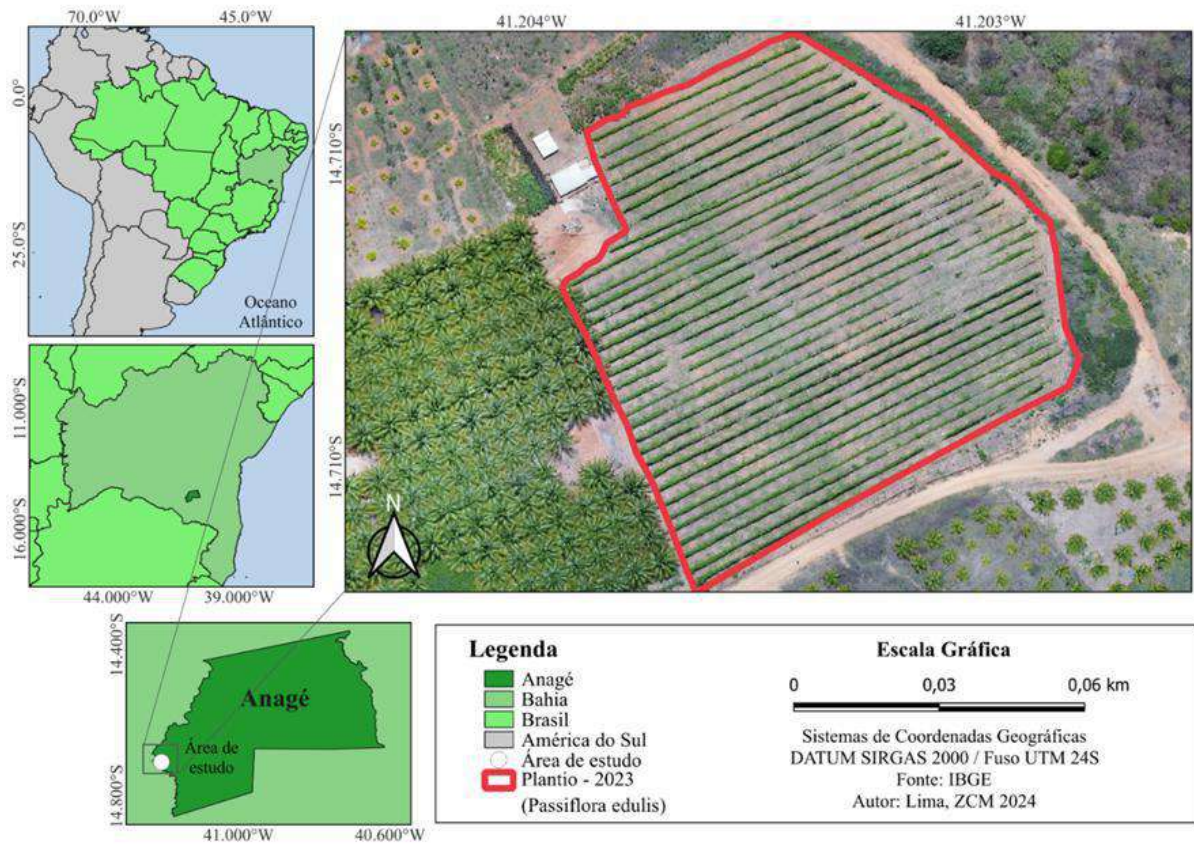 70.0°W 45.0°W
0.0°
25.0°S
Oceano
Atlântico
41.204°W 41.203°W
14.710°S
14.710°S
N
11.000°S
16.000°S
44.000°W 39.000°W
14.400°S
14.800°S
Anagé
Área de
estudo
41.000°W 40.600°W
Legenda
Anagé
Bahia
Brasil
América do Sul
Área de estudo
Plantio - 2023
(Passiflora edulis)
Escala Gráfica
0 0,03 0,06 km
Sistemas de Coordenadas Geográficas
DATUM SIRGAS 2000 / Fuso UTM 24S
Fonte: IBGE
Autor: Lima, ZCM 2024